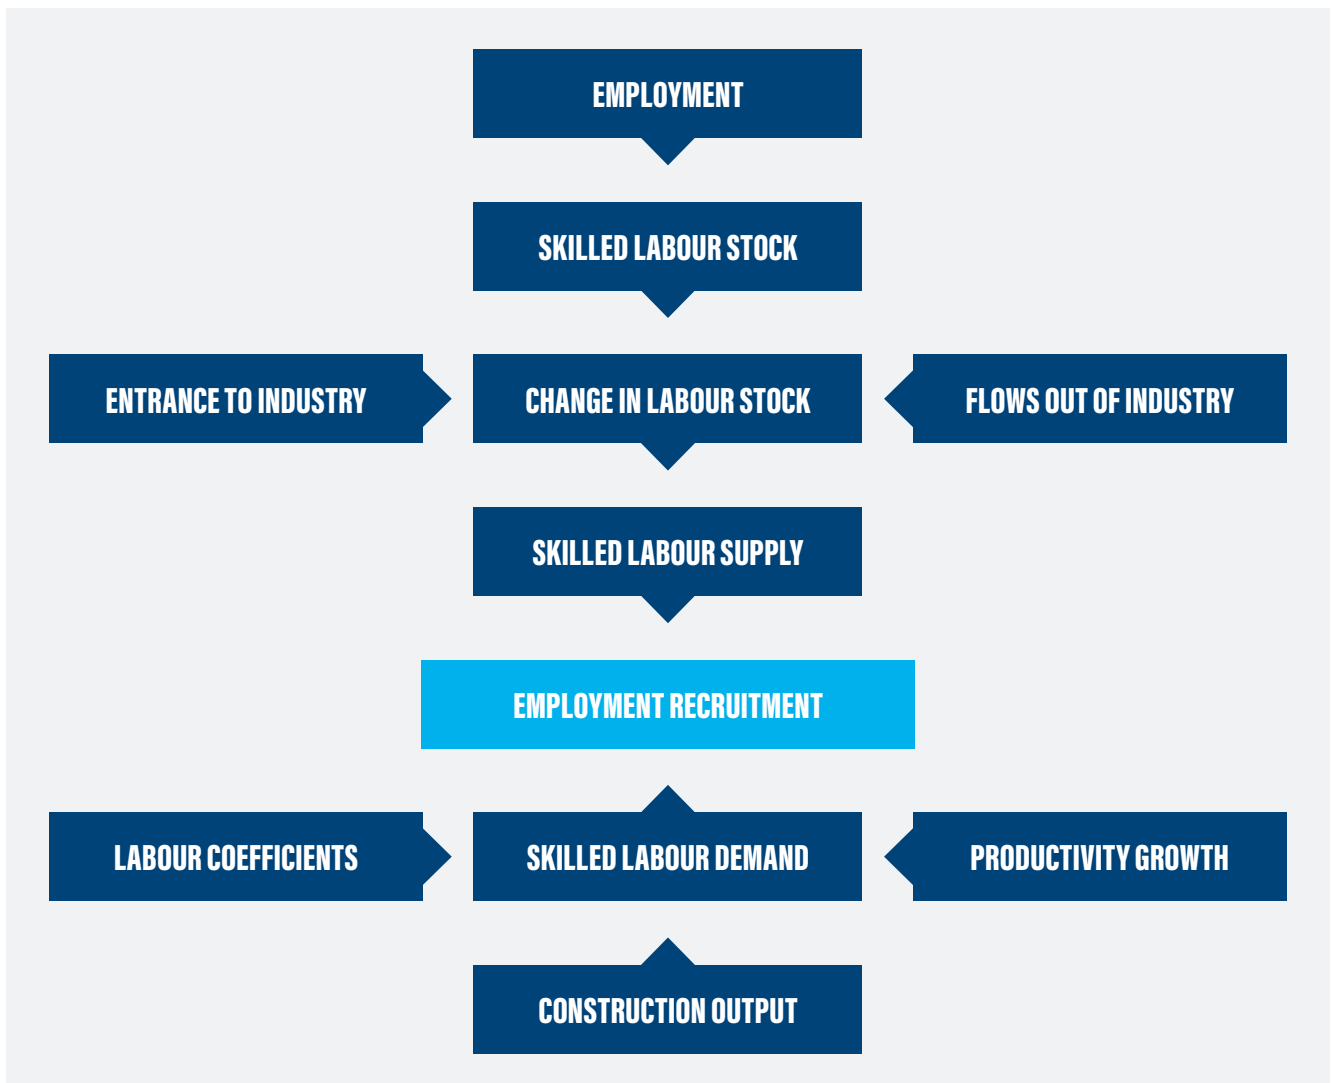 EMPLOYMENT
SKILLED LABOUR STOCK
ENTRANCE TO INDUSTRY
CHANGE IN LABOUR STOCK
FLOWS OUT OF INDUSTRY
SKILLED LABOUR SUPPLY
EMPLOYMENT RECRUITMENT
LABOUR COEFFICIENTS
SKILLED LABOUR DEMAND
PRODUCTIVITY GROWTH
CONSTRUCTION OUTPUT